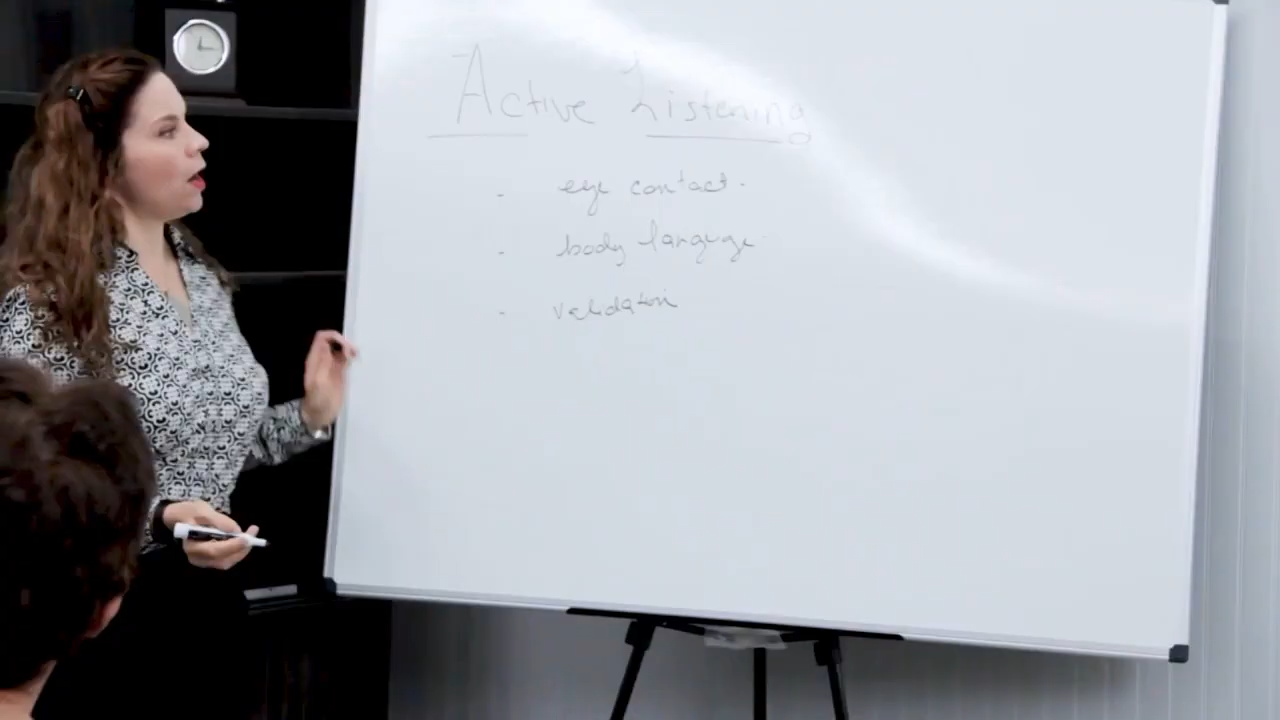 Active Listening
- eye contact.
- body language
- validation